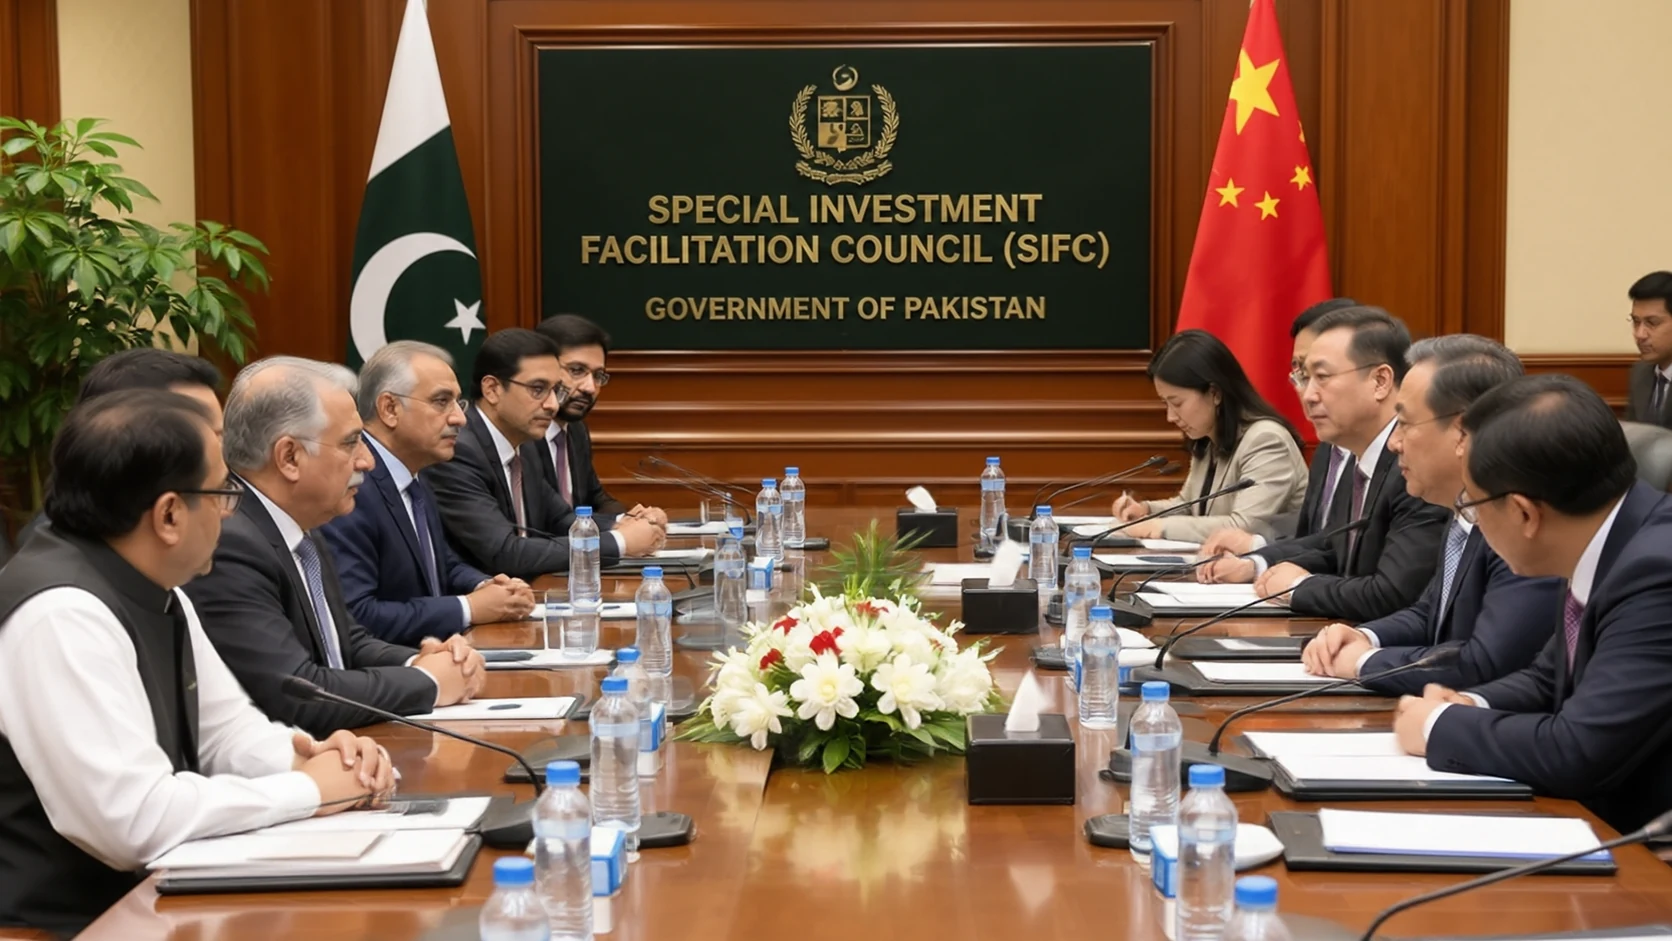 SPECIAL INVESTMENT
FACILITATION COUNCIL (SIFC)
GOVERNMENT OF PAKISTAN